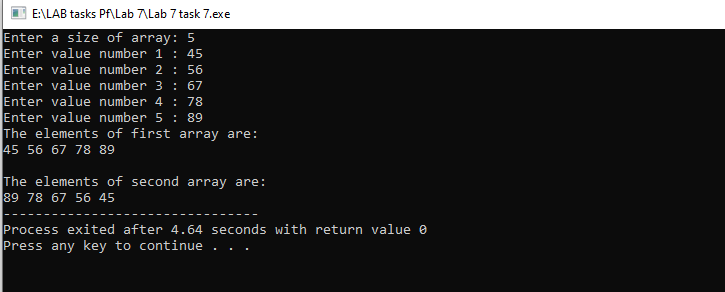 E:\LAB tasks Pf\Lab 7\Lab 7 task 7.exe
Enter a size of array: 5
Enter value number 1 : 45
Enter value number 2 : 56
Enter value number 3 : 67
Enter value number 4 : 78
Enter value number 5 : 89
The elements of first array are:
45 56 67 78 89
The elements of second array are:
89 78 67 56 45
--------------------------------
Process exited after 4.64 seconds with return value 0
Press any key to continue . . .